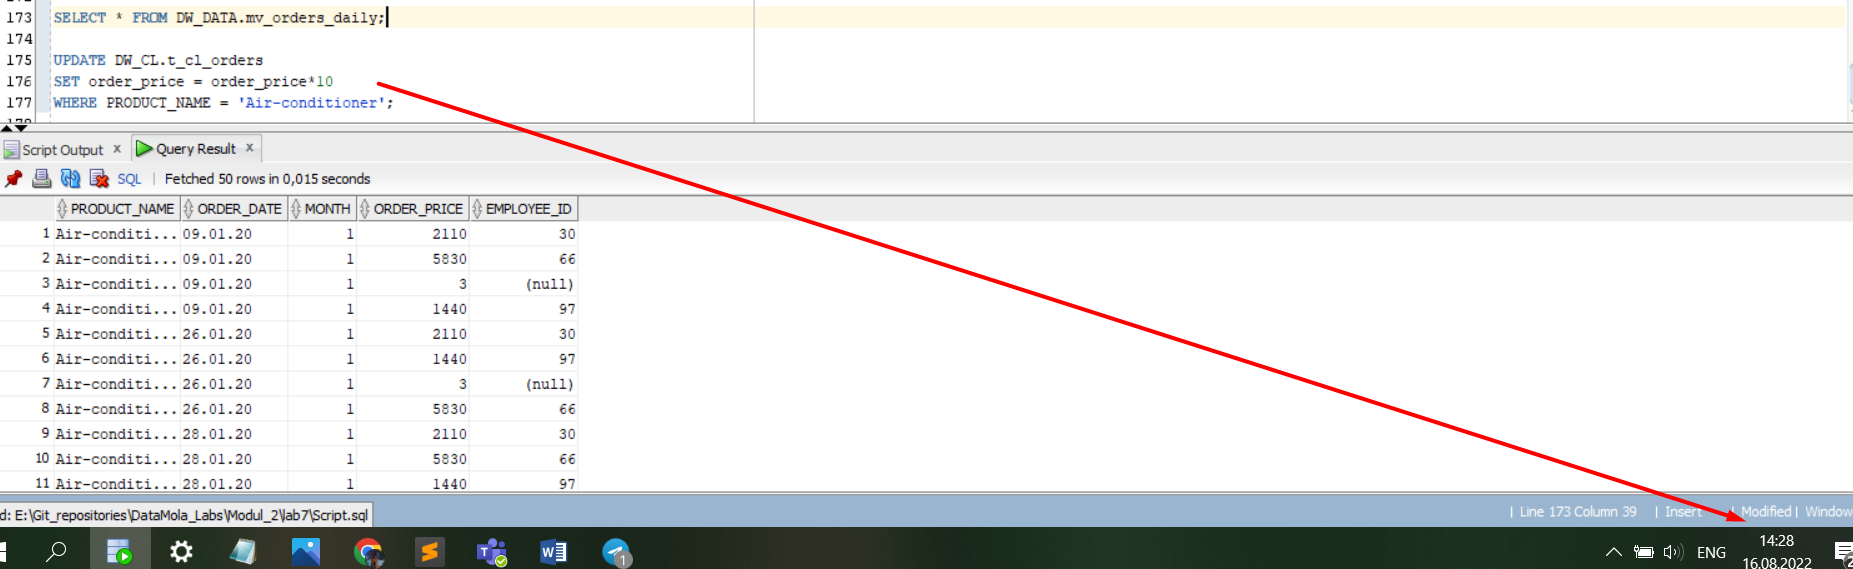 173 SELECT * FROM DW_DATA.mv_orders_daily;
174
175 UPDATE DW_CL.t_cl_orders
176 SET order_price = order_price*10
177 WHERE PRODUCT_NAME = 'Air-conditioner';
Script Output x Query Result x
SQL | Fetched 50 rows in 0,015 seconds
PRODUCT_NAME ORDER_DATE MONTH ORDER_PRICE EMPLOYEE_ID
1 Air-conditi... 09.01.20 1 2110 30
2 Air-conditi... 09.01.20 1 5830 66
3 Air-conditi... 09.01.20 1 3 (null)
4 Air-conditi... 09.01.20 1 1440 97
5 Air-conditi... 26.01.20 1 2110 30
6 Air-conditi... 26.01.20 1 1440 97
7 Air-conditi... 26.01.20 1 3 (null)
8 Air-conditi... 26.01.20 1 5830 66
9 Air-conditi... 28.01.20 1 2110 30
10 Air-conditi... 28.01.20 1 5830 66
11 Air-conditi... 28.01.20 1 1440 97
d: E:\Git_repositories\DataMola_Labs\Modul_2\lab7\Script.sql
| Line 173 Column 39 | Insert | Modified | Window
ENG 14:28
16.08.2022
1